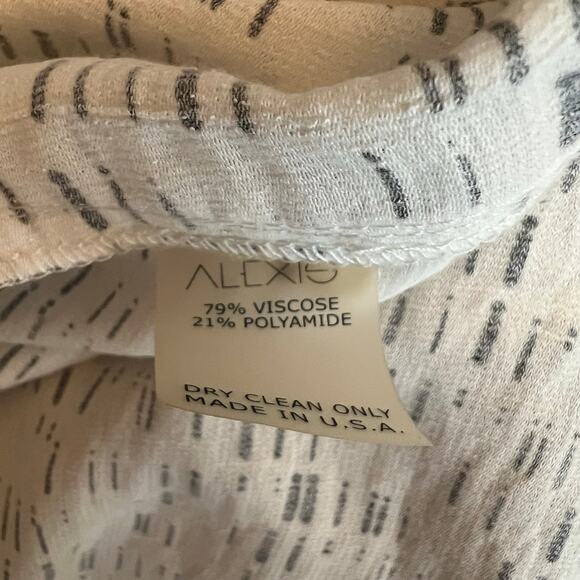 ALEXIS
79% VISCOSE
21% POLYAMIDE
DRY CLEAN ONLY
MADE IN U.S.A.